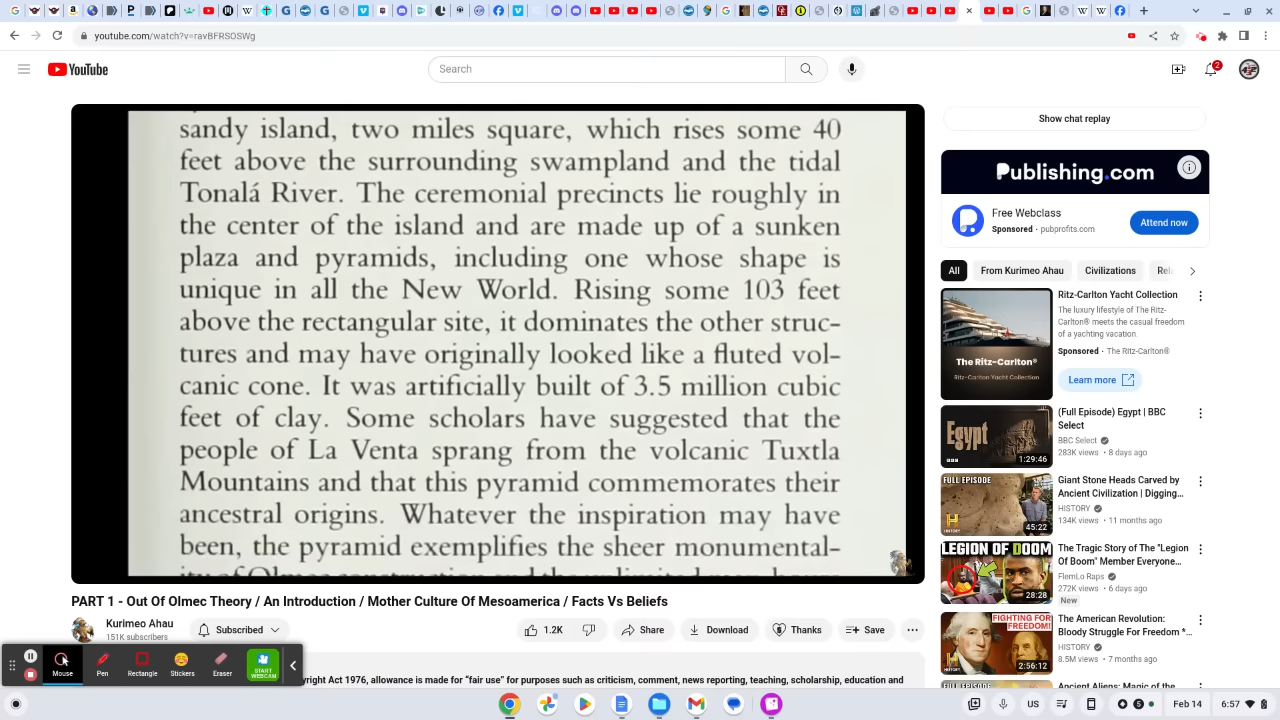 youtube.com/watch?v=ravBFRSOSWg
YouTube
Search
2
sandy island, two miles square, which rises some 40
feet above the surrounding swampland and the tidal
Tonalá River. The ceremonial precincts lie roughly in
the center of the island and are made up of a sunken
plaza and pyramids, including one whose shape is
unique in all the New World. Rising some 103 feet
above the rectangular site, it dominates the other struc-
tures and may have originally looked like a fluted vol-
canic cone. It was artificially built of 3.5 million cubic
feet of clay. Some scholars have suggested that the
people of La Venta sprang from the volcanic Tuxtla
Mountains and that this pyramid commemorates their
ancestral origins. Whatever the inspiration may have
been, the pyramid exemplifies the sheer monumental-
PART 1 - Out Of Olmec Theory / An Introduction / Mother Culture Of Mesoamerica / Facts Vs Beliefs
Kurimeo Ahau
151K subscribers
Subscribed
1.2K
Share
Download
Thanks
Save
right Act 1976, allowance is made for “fair use” for purposes such as criticism, comment, news reporting, teaching, scholarship, education and
Mouse
Pen
Rectangle
Stickers
Eraser
START
WEBCAM
Show chat replay
Publishing.com
Free Webclass
Sponsored · pubprofits.com
Attend now
All
From Kurimeo Ahau
Civilizations
Rel
Ritz-Carlton Yacht Collection
The luxury lifestyle of The Ritz-
Carlton® meets the casual freedom
of a yachting vacation.
Sponsored · The Ritz-Carlton®
Learn more
The Ritz-Carlton®
Ritz-Carlton Yacht Collection
(Full Episode) Egypt | BBC
Select
BBC Select
283K views · 8 days ago
Egypt
1:29:46
Giant Stone Heads Carved by
Ancient Civilization | Digging...
HISTORY
134K views · 11 months ago
FULL EPISODE
H
45:22
The Tragic Story of The "Legion
Of Boom" Member Everyone...
FlemLo Raps
272K views · 6 days ago
New
LEGION OF DOOM
28:28
The American Revolution:
Bloody Struggle For Freedom *...
HISTORY
8.5M views · 7 months ago
FIGHTING FOR
FREEDOM!
2:56:12
Ancient Aliens: Magic of the
US
5
Feb 14
6:57